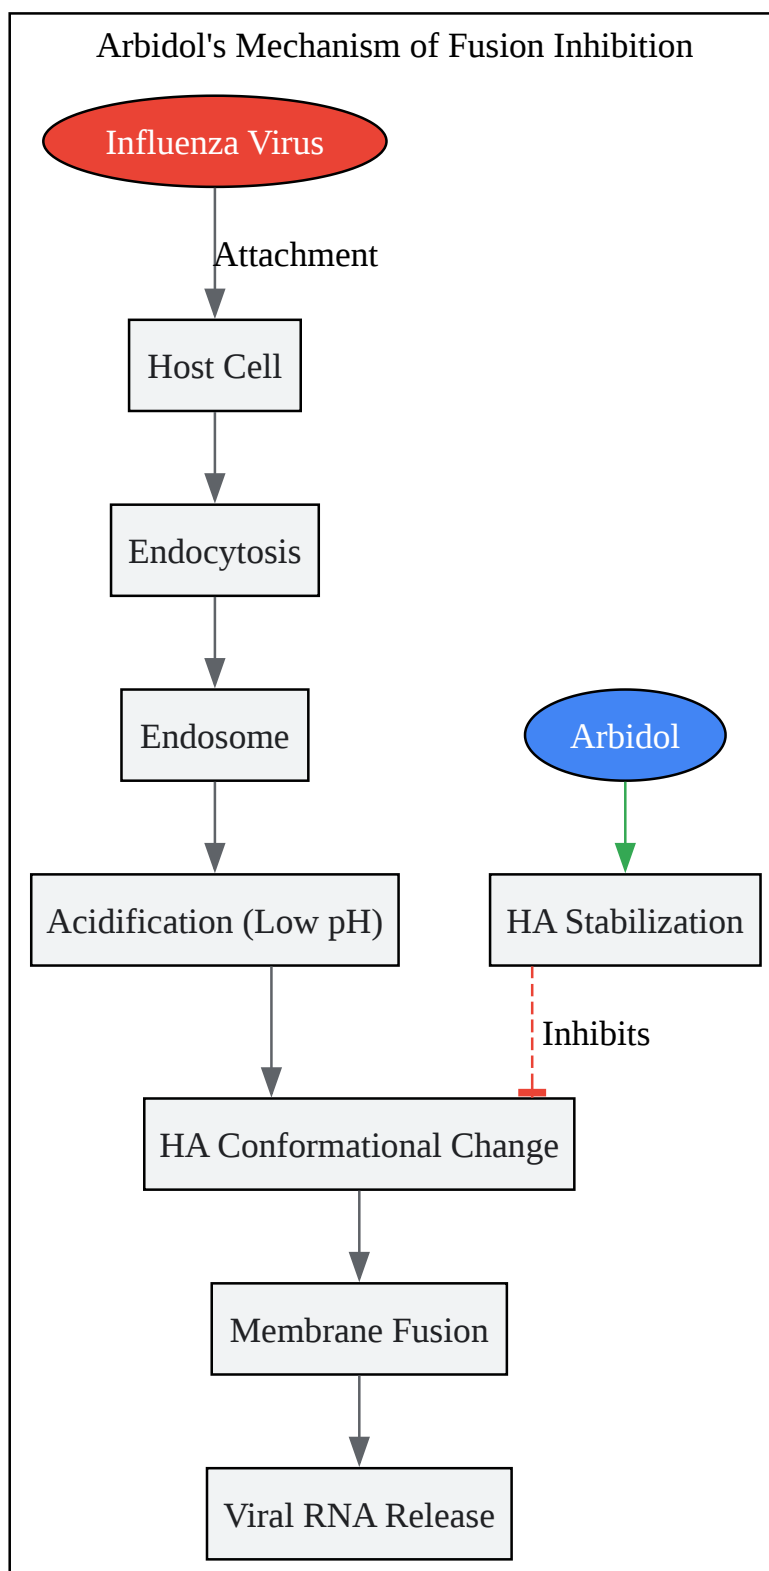 Arbidol's Mechanism of Fusion Inhibition
Influenza Virus
Attachment
Host Cell
Endocytosis
Endosome
Arbidol
Acidification (Low pH)
HA Stabilization
Inhibits
HA Conformational Change
Membrane Fusion
Viral RNA Release